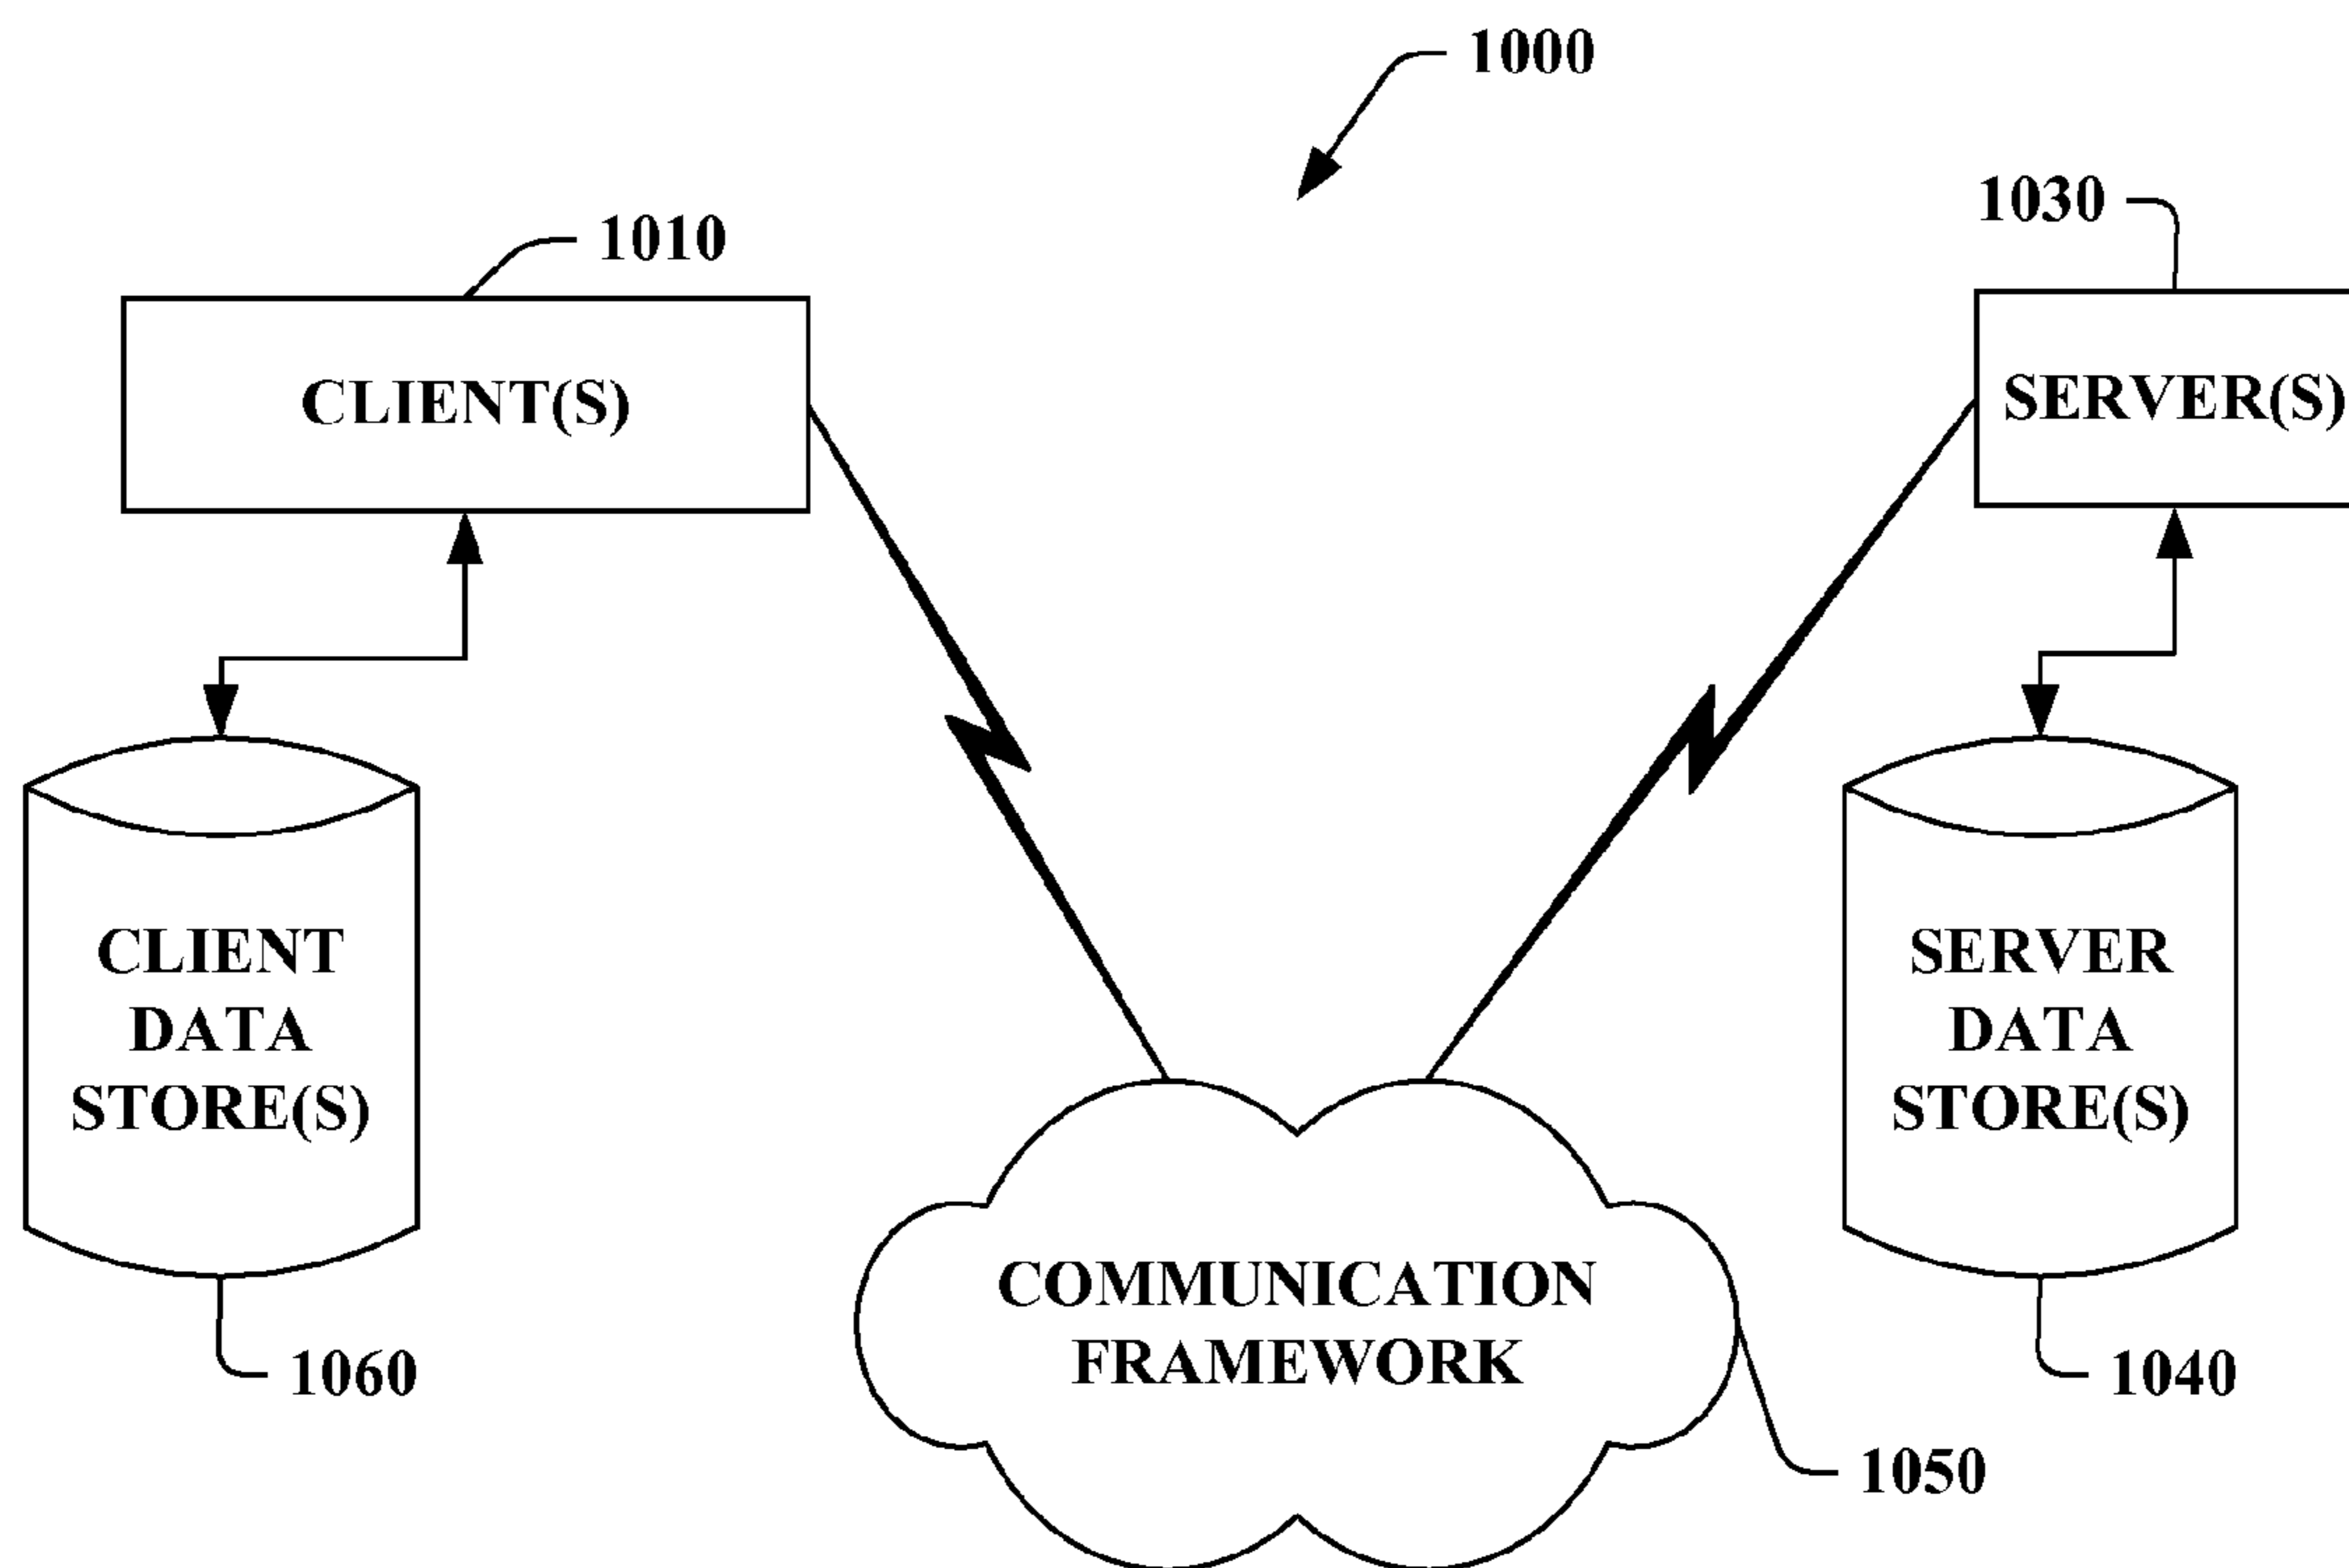 1000
1010
1030
CLIENT(S)
SERVER(S)
CLIENT
DATA
STORE(S)
SERVER
DATA
STORE(S)
COMMUNICATION
FRAMEWORK
1060
1040
1050